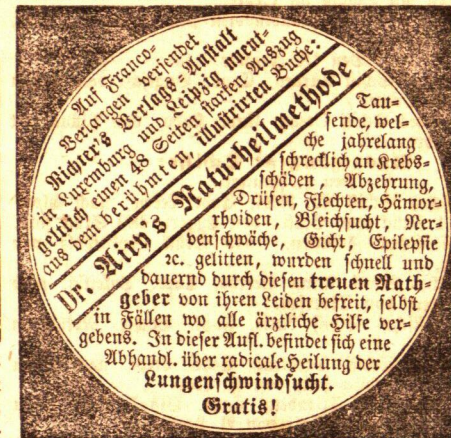 Auf Franco-
Verlangen versendet
Richter's Verlags-Anstalt
in Luxemburg und Leipzig unent-
geltlich einen 48 Seiten starken Auszug
aus dem berühmten, illustrirten Buche:
Dr. Airy's Naturheilmethode
Tau-
sende, wel-
che jahrelang
schrecklich an Krebs-
schäden, Abzehrung,
Drüsen, Flechten, Hämor-
rhoiden, Bleichsucht, Ner-
venschwäche, Gicht, Epilepsie
ꝛc. gelitten, wurden schnell und
dauernd durch diesen treuen Rath-
geber von ihren Leiden befreit, selbst
in Fällen wo alle ärztliche Hilfe ver-
gebens. In dieser Aufl. befindet sich eine
Abhandl. über radicale Heilung der
Lungenschwindsucht.
Gratis!